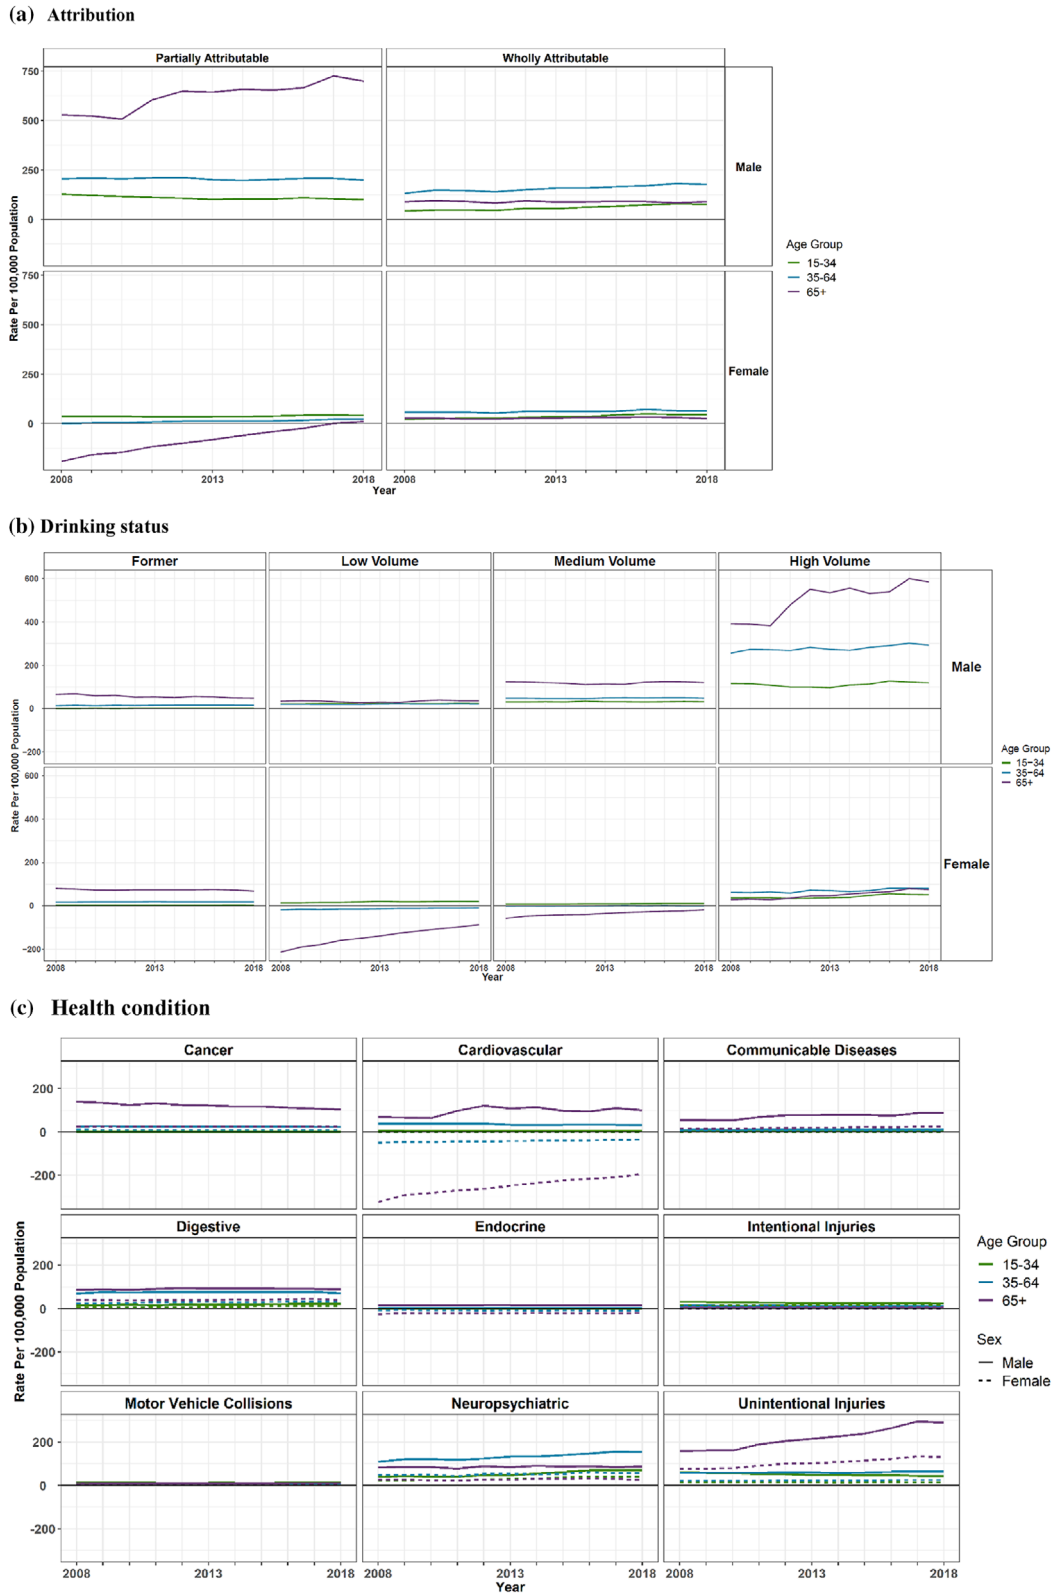 (a) Attribution
Partially Attributable
Wholly Attributable
750
500
250
0
Male
Rate Per 100,000 Population
750
500
250
0
Female
2008
2013
2018
2008
2013
2018
Year
Age Group
15-34
35-64
65+
(b) Drinking status
Former
Low Volume
Medium Volume
High Volume
600
400
200
0
−200
Male
Rate Per 100,000 Population
600
400
200
0
−200
Female
2008
2013
2018
2008
2013
2018
2008
2013
2018
2008
2013
2018
Year
Age Group
15−34
35−64
65+
(c) Health condition
Cancer
Cardiovascular
Communicable Diseases
200
0
-200
Digestive
Endocrine
Intentional Injuries
200
0
-200
Rate Per 100,000 Population
Motor Vehicle Collisions
Neuropsychiatric
Unintentional Injuries
200
0
-200
2008
2013
2018
2008
2013
2018
2008
2013
2018
Year
Age Group
15-34
35-64
65+
Sex
Male
Female